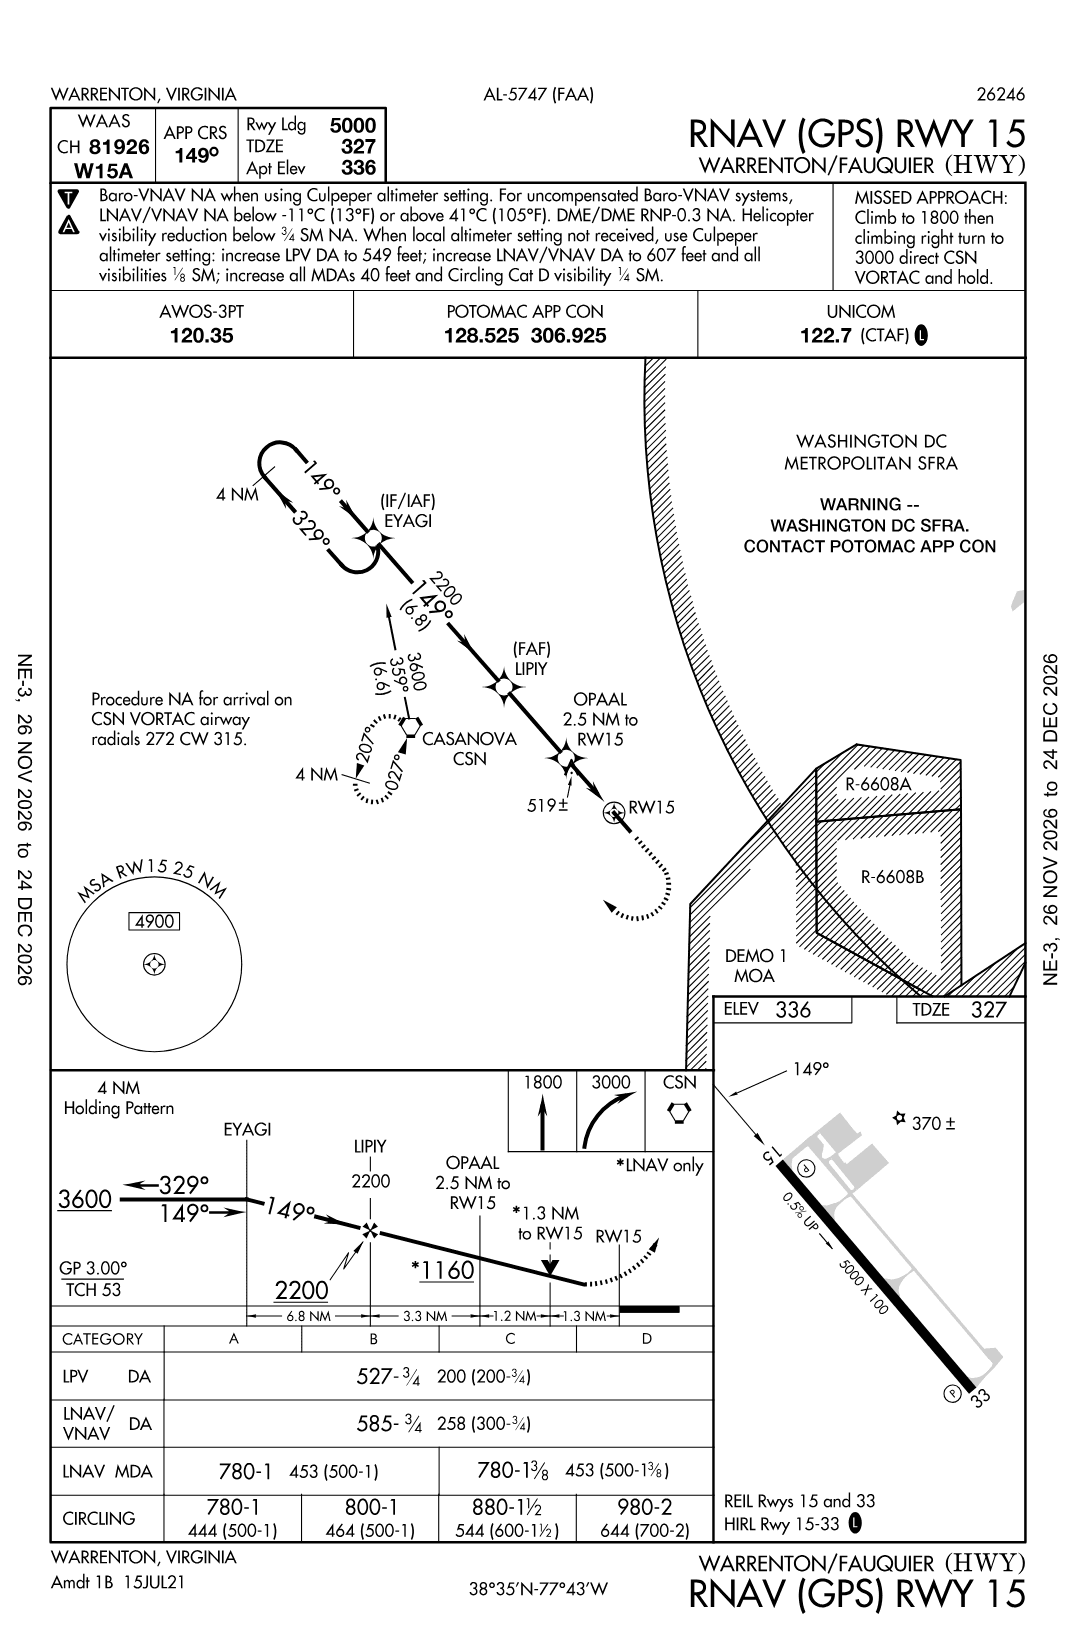 WARRENTON, VIRGINIA
AL-5747 (FAA)
26246
WAAS
CH 81926
W15A
APP CRS
149°
Rwy Ldg 5000
TDZE 327
Apt Elev 336
RNAV (GPS) RWY 15
WARRENTON/FAUQUIER (HWY)
T
A
Baro-VNAV NA when using Culpeper altimeter setting. For uncompensated Baro-VNAV systems,
LNAV/VNAV NA below -11°C (13°F) or above 41°C (105°F). DME/DME RNP-0.3 NA. Helicopter
visibility reduction below ¾ SM NA. When local altimeter setting not received, use Culpeper
altimeter setting: increase LPV DA to 549 feet; increase LNAV/VNAV DA to 607 feet and all
visibilities ⅛ SM; increase all MDAs 40 feet and Circling Cat D visibility ¼ SM.
MISSED APPROACH:
Climb to 1800 then
climbing right turn to
3000 direct CSN
VORTAC and hold.
AWOS-3PT
120.35
POTOMAC APP CON
128.525 306.925
UNICOM
122.7 (CTAF) L
WASHINGTON DC
METROPOLITAN SFRA
WARNING --
WASHINGTON DC SFRA.
CONTACT POTOMAC APP CON
4 NM
149°
329°
(IF/IAF)
EYAGI
2200
149°
(6.8)
(FAF)
LIPIY
3600
359°
(6.6)
OPAAL
2.5 NM to
RW15
Procedure NA for arrival on
CSN VORTAC airway
radials 272 CW 315.
CASANOVA
CSN
207°
027°
4 NM
519±
RW15
R-6608A
R-6608B
DEMO 1
MOA
MSA RW15 25 NM
4900
NE-3, 26 NOV 2026 to 24 DEC 2026
NE-3, 26 NOV 2026 to 24 DEC 2026
ELEV 336
TDZE 327
149°
370 ±
15
P
0.5% UP
5000 X 100
P
33
REIL Rwys 15 and 33
HIRL Rwy 15-33 L
4 NM
Holding Pattern
EYAGI
LIPIY
2200
OPAAL
2.5 NM to
RW15
1800
3000
CSN
*LNAV only
*1.3 NM
to RW15
RW15
3600
329°
149°
149°
GP 3.00°
TCH 53
2200
*1160
6.8 NM
3.3 NM
1.2 NM
1.3 NM
CATEGORY A B C D
LPV DA 527-¾ 200 (200-¾)
LNAV/
VNAV DA 585-¾ 258 (300-¾)
LNAV MDA 780-1 453 (500-1) 780-1⅜ 453 (500-1⅜)
CIRCLING
780-1 800-1 880-1½ 980-2
444 (500-1) 464 (500-1) 544 (600-1½) 644 (700-2)
WARRENTON, VIRGINIA
Amdt 1B 15JUL21
38°35'N-77°43'W
WARRENTON/FAUQUIER (HWY)
RNAV (GPS) RWY 15